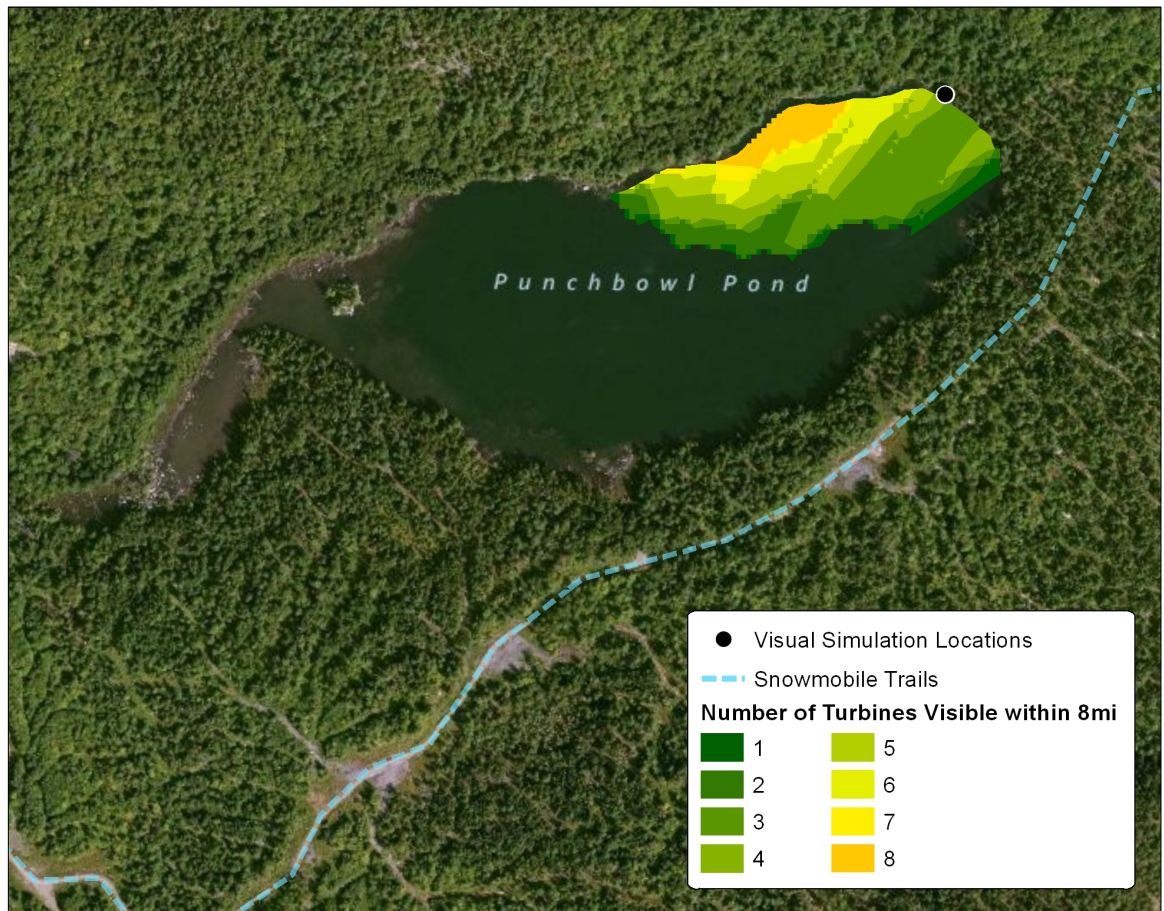 Punchbowl Pond
Visual Simulation Locations
Snowmobile Trails
Number of Turbines Visible within 8mi
1 5
2 6
3 7
4 8